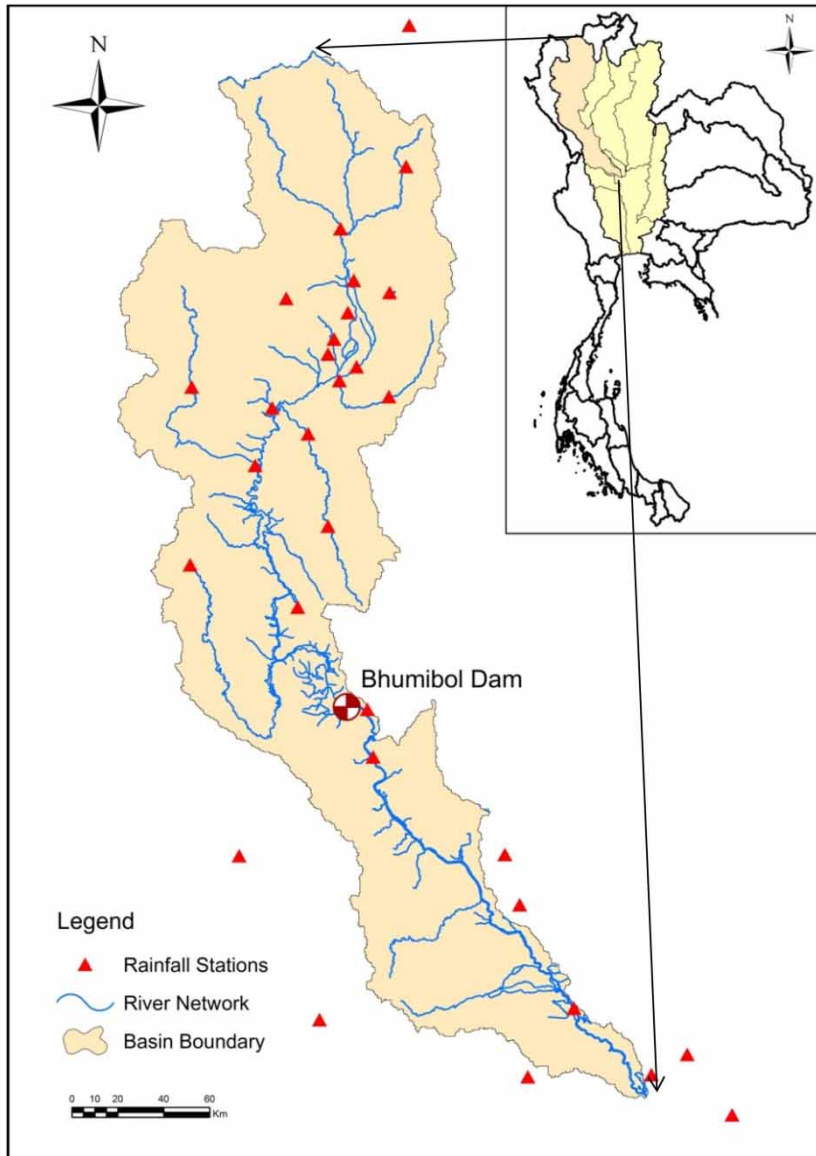 N
N
Bhumibol Dam
Legend
Rainfall Stations
River Network
Basin Boundary
0 10 20 40 60
Km